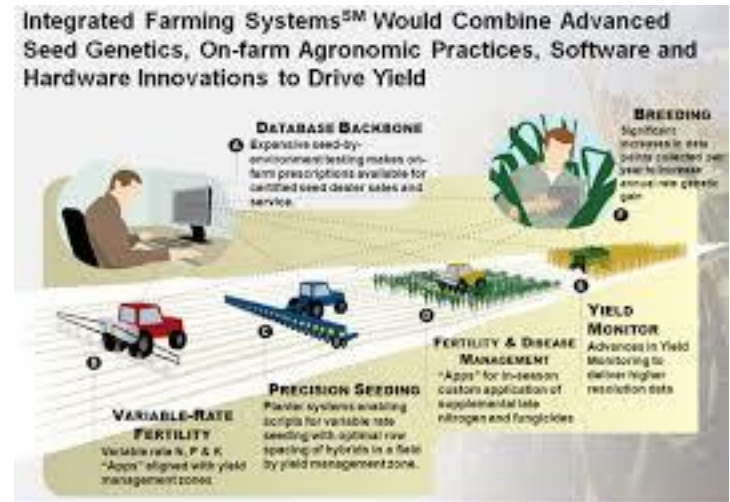 Integrated Farming Systems℠ Would Combine Advanced
Seed Genetics, On-farm Agronomic Practices, Software and
Hardware Innovations to Drive Yield
DATABASE BACKBONE
A Expansive seed-by-
environment testing makes on-
farm prescriptions available for
certified seed dealer sales and
service.
BREEDING
Significant
increases in data
points collected per
year to increase
annual rate genetic
gain
F
B
C
D
E
VARIABLE-RATE
FERTILITY
Variable rate N, P & K
"Apps" aligned with yield
management zones
PRECISION SEEDING
Planter systems enabling
scripts for variable rate
seeding with optimal row
spacing of hybrids in a field
by yield management zone.
FERTILITY & DISEASE
MANAGEMENT
"Apps" for in-season
custom application of
supplemental late
nitrogen and fungicides
YIELD
MONITOR
Advances in Yield
Monitoring to
deliver higher
resolution data